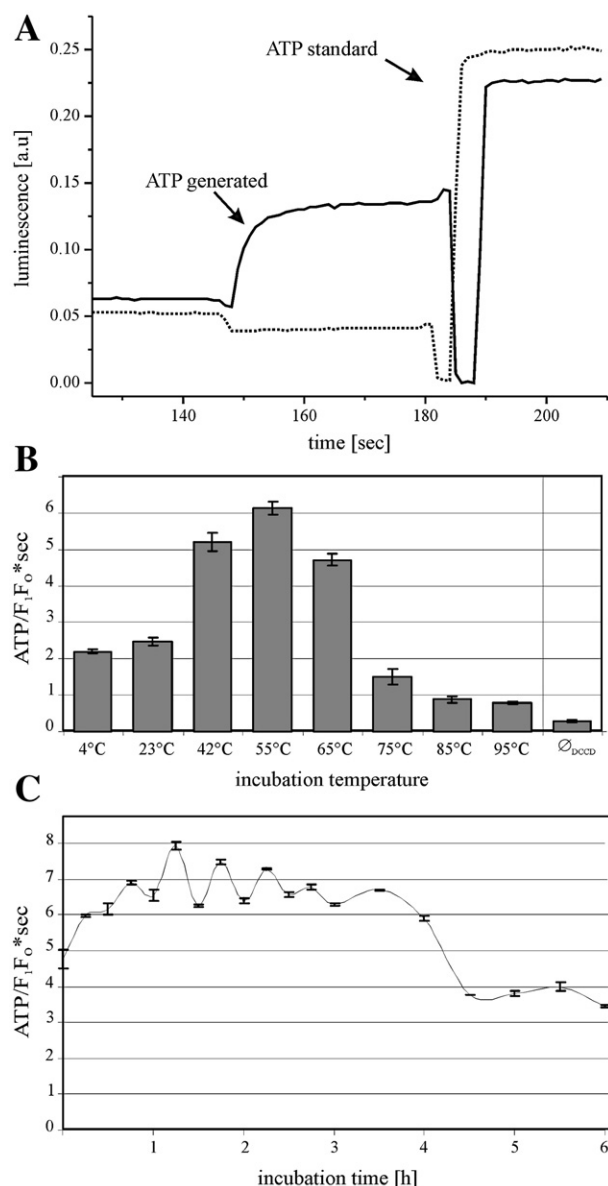 A
0.25
0.20
0.15
0.10
0.05
0.00
luminescence [a.u]
ATP standard
ATP generated
140
160
180
200
time [sec]
B
6
5
4
3
2
1
0
ATP/F₁Fₒ*sec
4°C
23°C
42°C
55°C
65°C
75°C
85°C
95°C
∅DCCD
incubation temperature
C
8
7
6
5
4
3
2
1
0
ATP/F₁Fₒ*sec
1
2
3
4
5
6
incubation time [h]